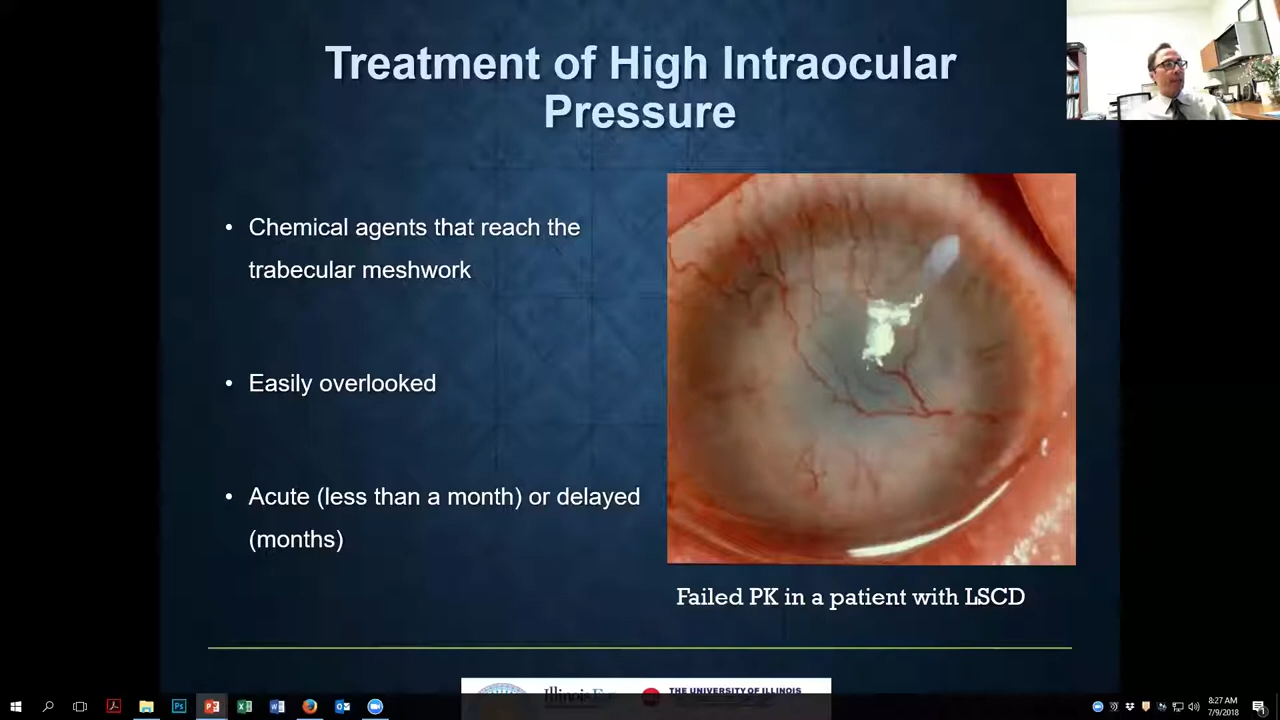 Treatment of High Intraocular
Pressure
• Chemical agents that reach the
trabecular meshwork
• Easily overlooked
• Acute (less than a month) or delayed
(months)
Failed PK in a patient with LSCD
THE UNIVERSITY OF ILLINOIS
8:27 AM
7/9/2018